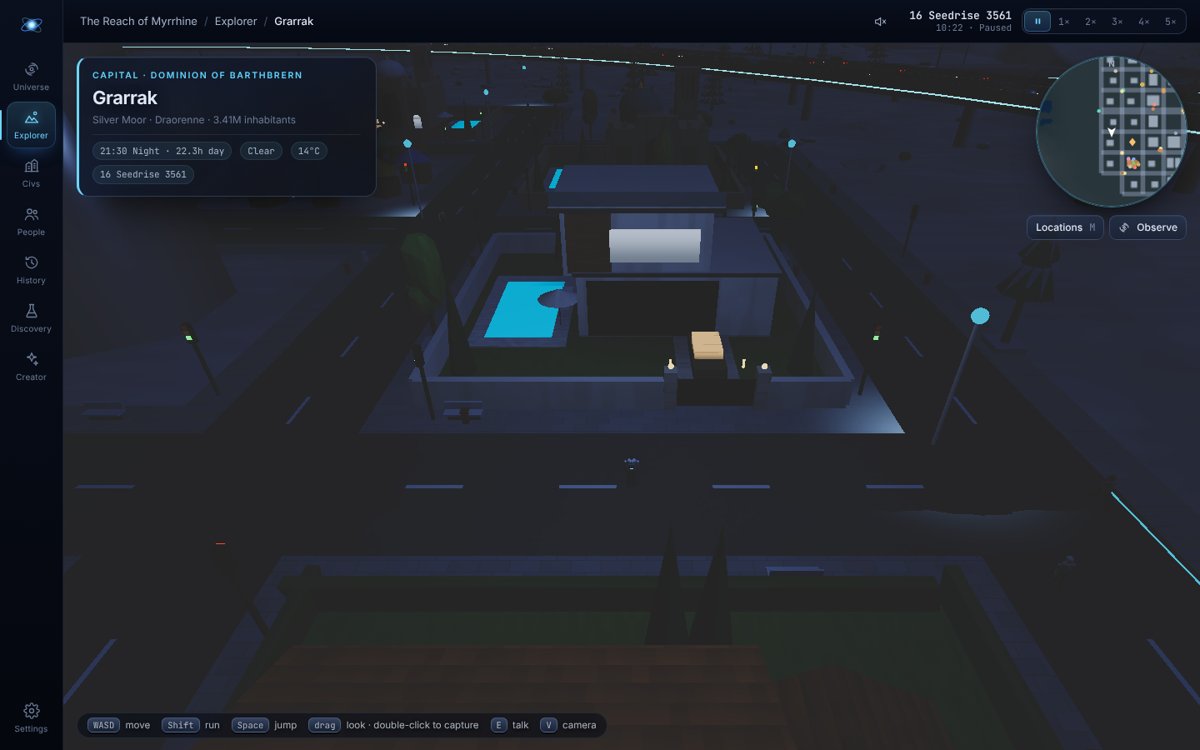 The Reach of Myrrhine / Explorer / Grarrak
16 Seedrise 3561
10:22 · Paused
1× 2× 3× 4× 5×
Universe
Explorer
Civs
People
History
Discovery
Creator
Settings
CAPITAL · DOMINION OF BARTHBRERN
Grarrak
Silver Moor · Draorenne · 3.41M inhabitants
21:30 Night · 22.3h day
Clear
14°C
16 Seedrise 3561
N
Locations M
Observe
WASD move Shift run Space jump drag look · double-click to capture E talk V camera